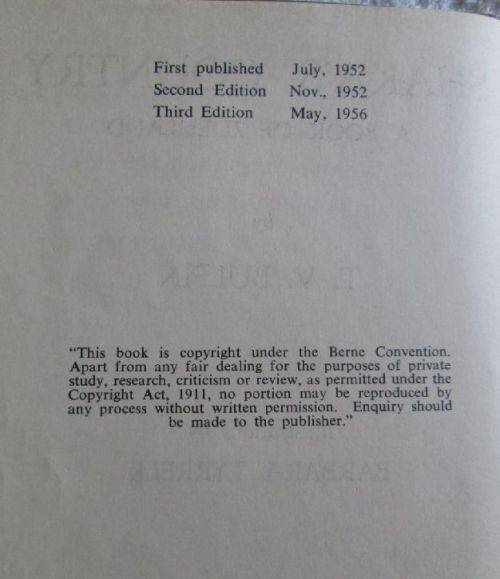 First published July, 1952
Second Edition Nov., 1952
Third Edition May, 1956
"This book is copyright under the Berne Convention.
Apart from any fair dealing for the purposes of private
study, research, criticism or review, as permitted under the
Copyright Act, 1911, no portion may be reproduced by
any process without written permission. Enquiry should
be made to the publisher."